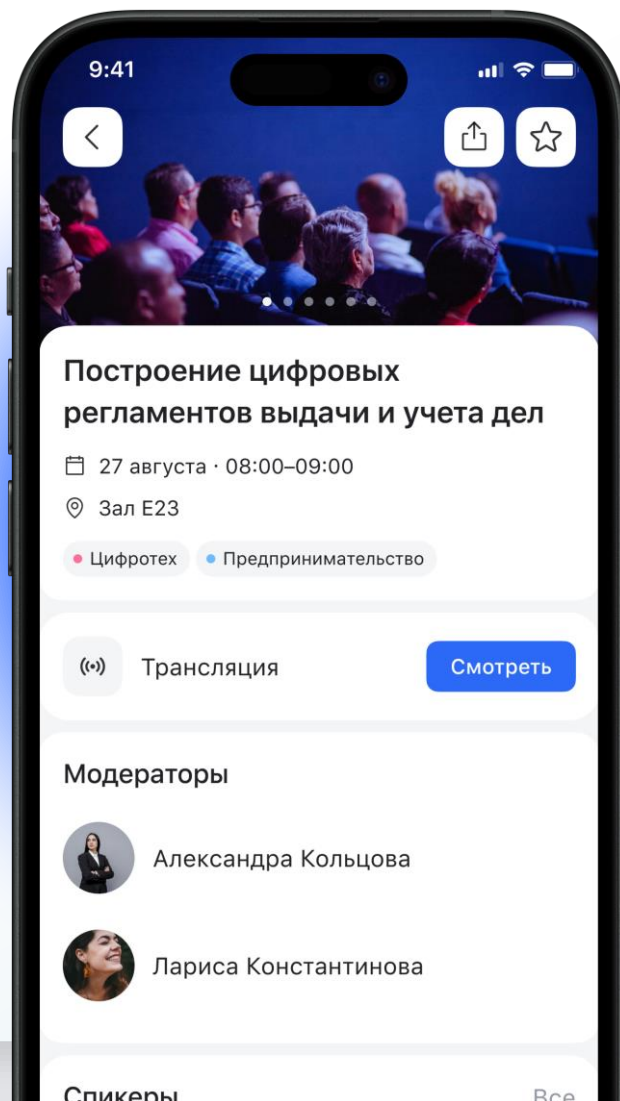 9:41
Построение цифровых
регламентов выдачи и учета дел
27 августа · 08:00–09:00
Зал E23
Цифротех
Предпринимательство
Трансляция
Смотреть
Модераторы
Александра Кольцова
Лариса Константинова
Спикеры
Все